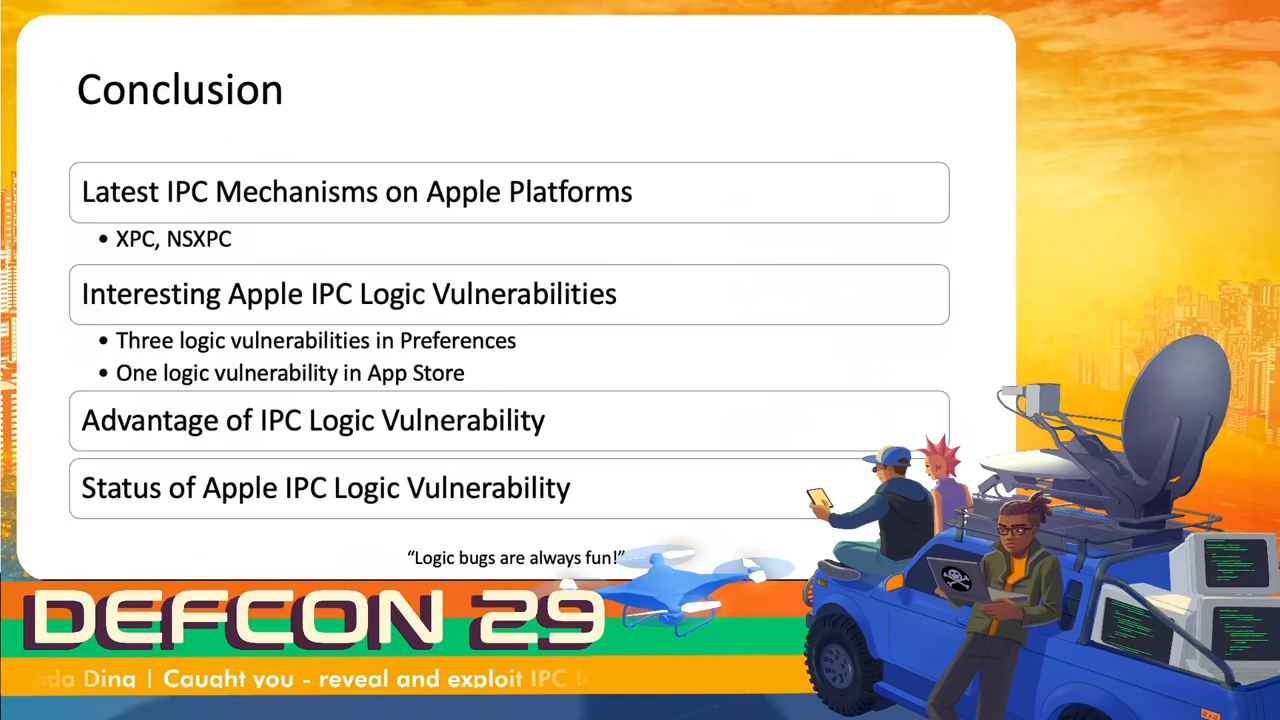 Conclusion
Latest IPC Mechanisms on Apple Platforms
• XPC, NSXPC
Interesting Apple IPC Logic Vulnerabilities
• Three logic vulnerabilities in Preferences
• One logic vulnerability in App Store
Advantage of IPC Logic Vulnerability
Status of Apple IPC Logic Vulnerability
“Logic bugs are always fun!”
DEFCON 29
Ding | Caught you - reveal and exploit IPC